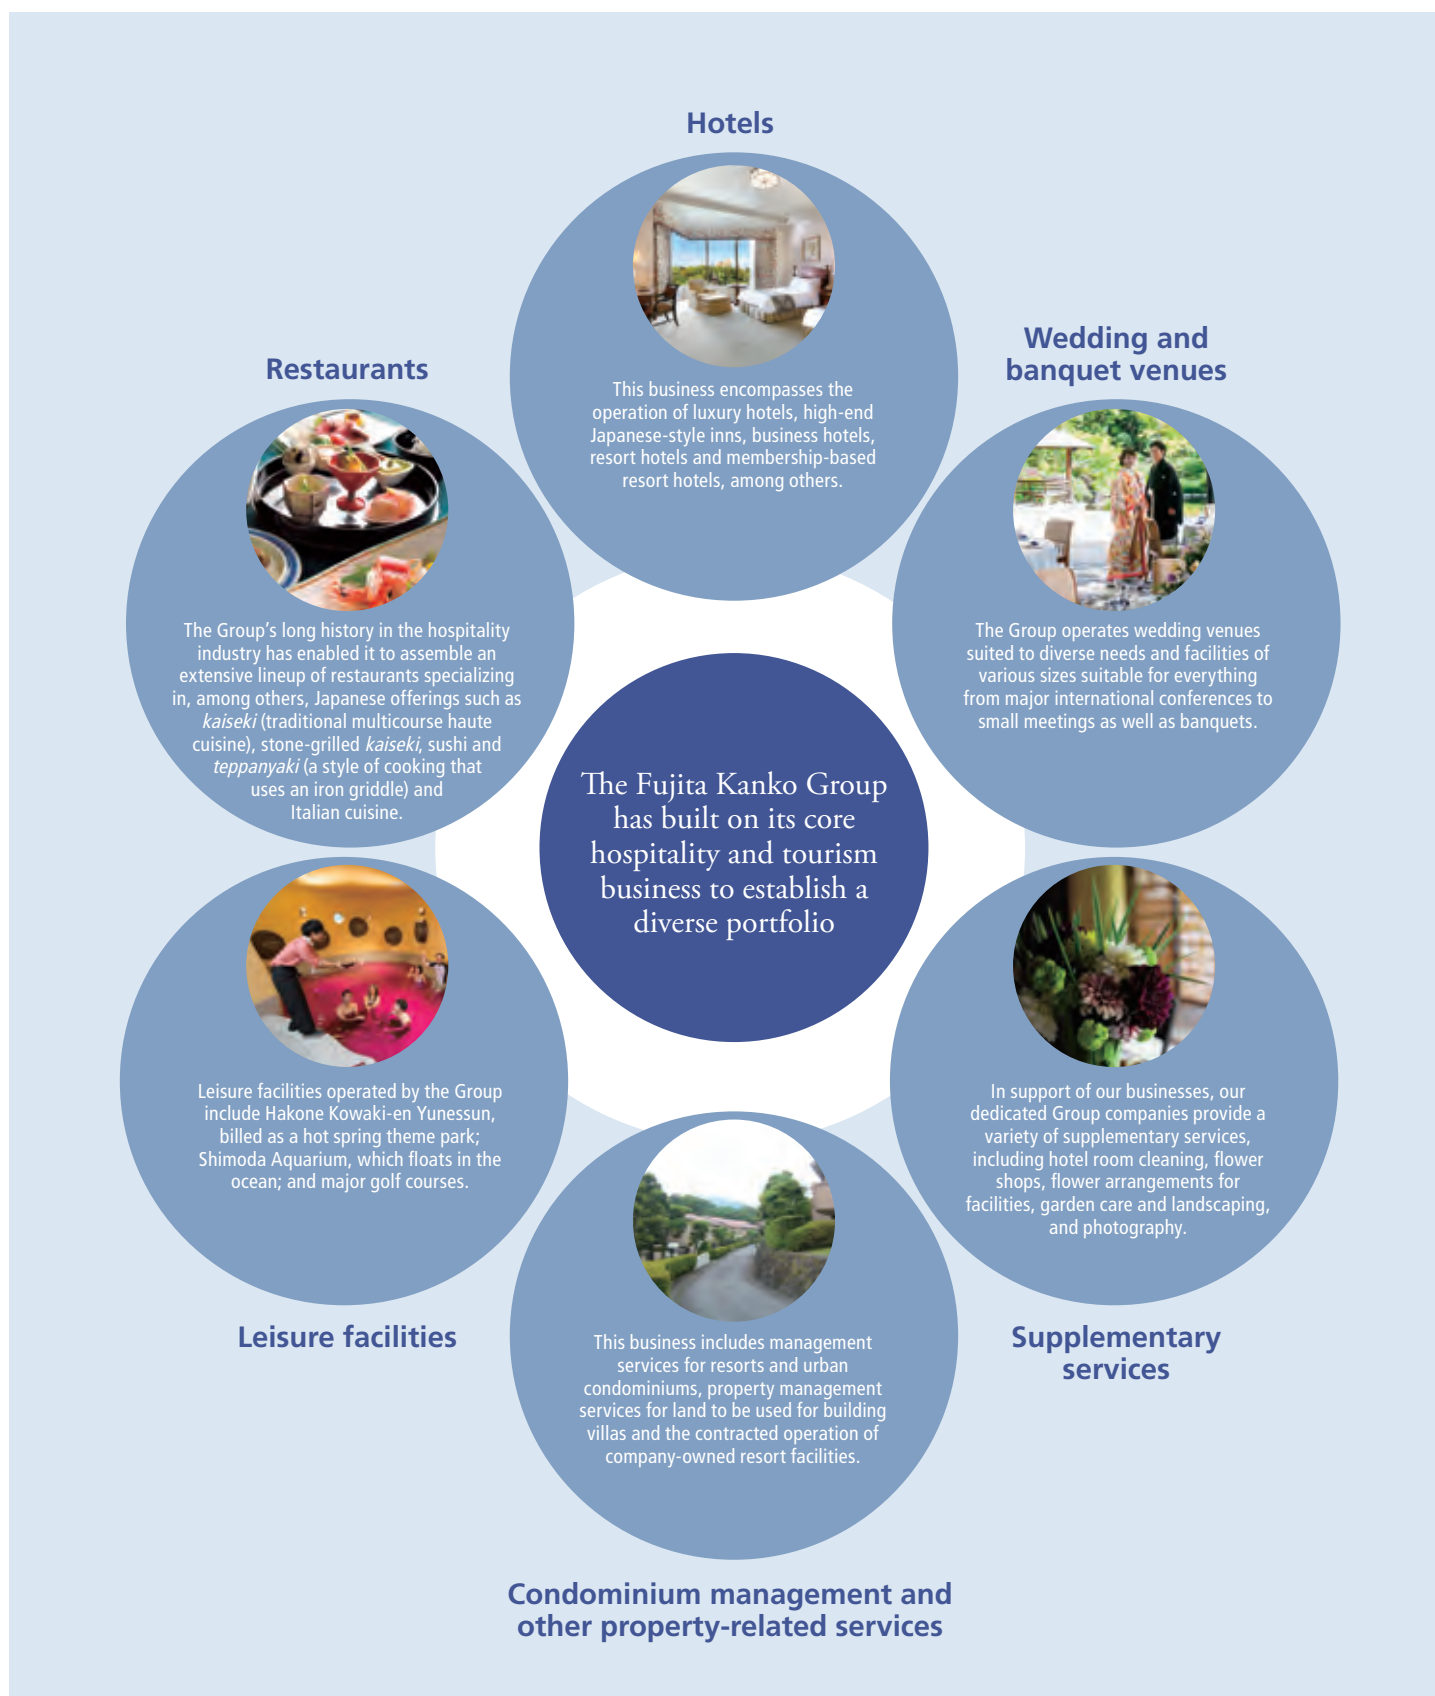 Hotels
This business encompasses the
operation of luxury hotels, high-end
Japanese-style inns, business hotels,
resort hotels and membership-based
resort hotels, among others.
Wedding and
banquet venues
The Group operates wedding venues
suited to diverse needs and facilities of
various sizes suitable for everything
from major international conferences to
small meetings as well as banquets.
Restaurants
The Group’s long history in the hospitality
industry has enabled it to assemble an
extensive lineup of restaurants specializing
in, among others, Japanese offerings such as
kaiseki (traditional multicourse haute
cuisine), stone-grilled kaiseki, sushi and
teppanyaki (a style of cooking that
uses an iron griddle) and
Italian cuisine.
The Fujita Kanko Group
has built on its core
hospitality and tourism
business to establish a
diverse portfolio
Leisure facilities operated by the Group
include Hakone Kowaki-en Yunessun,
billed as a hot spring theme park;
Shimoda Aquarium, which floats in the
ocean; and major golf courses.
Leisure facilities
In support of our businesses, our
dedicated Group companies provide a
variety of supplementary services,
including hotel room cleaning, flower
shops, flower arrangements for
facilities, garden care and landscaping,
and photography.
Supplementary
services
This business includes management
services for resorts and urban
condominiums, property management
services for land to be used for building
villas and the contracted operation of
company-owned resort facilities.
Condominium management and
other property-related services